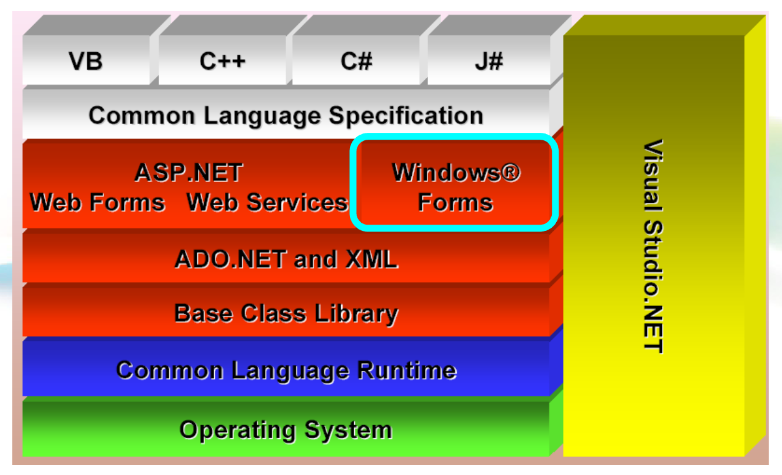 VB
C++
C#
J#
Common Language Specification
ASP.NET
Web Forms Web Services
Windows®
Forms
ADO.NET and XML
Base Class Library
Common Language Runtime
Operating System
Visual Studio.NET